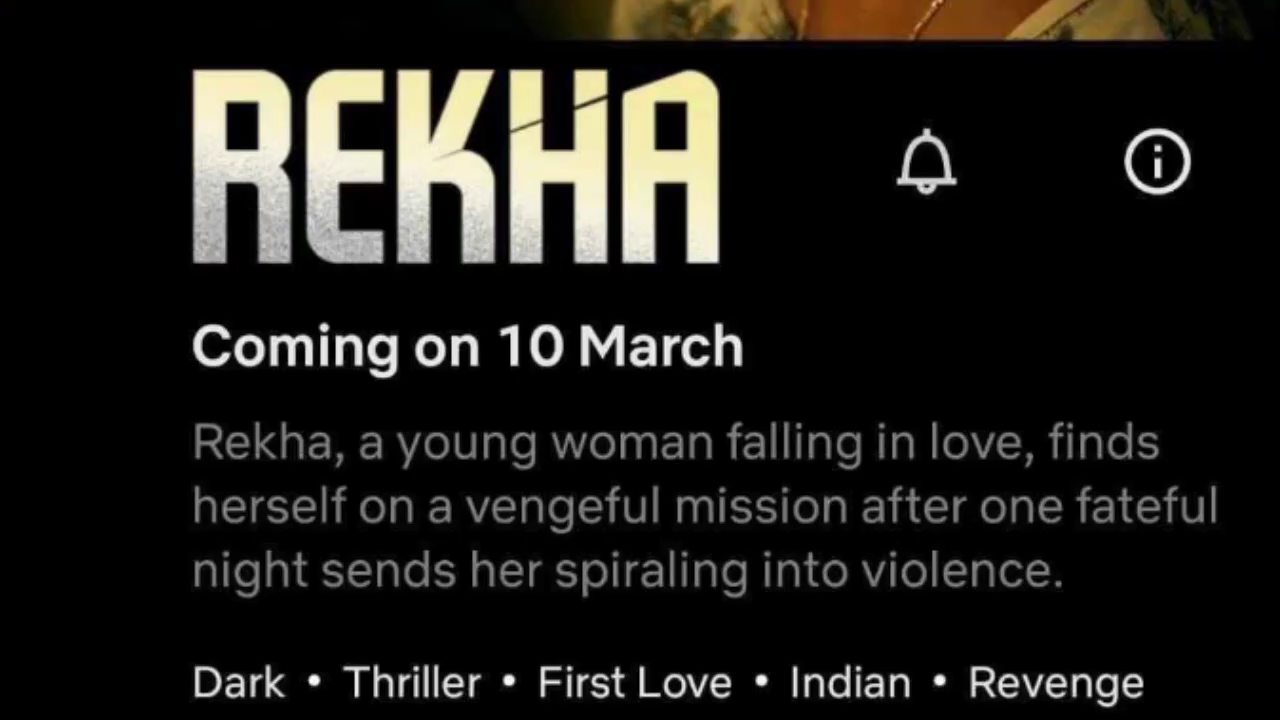 REKHA
Coming on 10 March
Rekha, a young woman falling in love, finds
herself on a vengeful mission after one fateful
night sends her spiraling into violence.
Dark • Thriller • First Love • Indian • Revenge